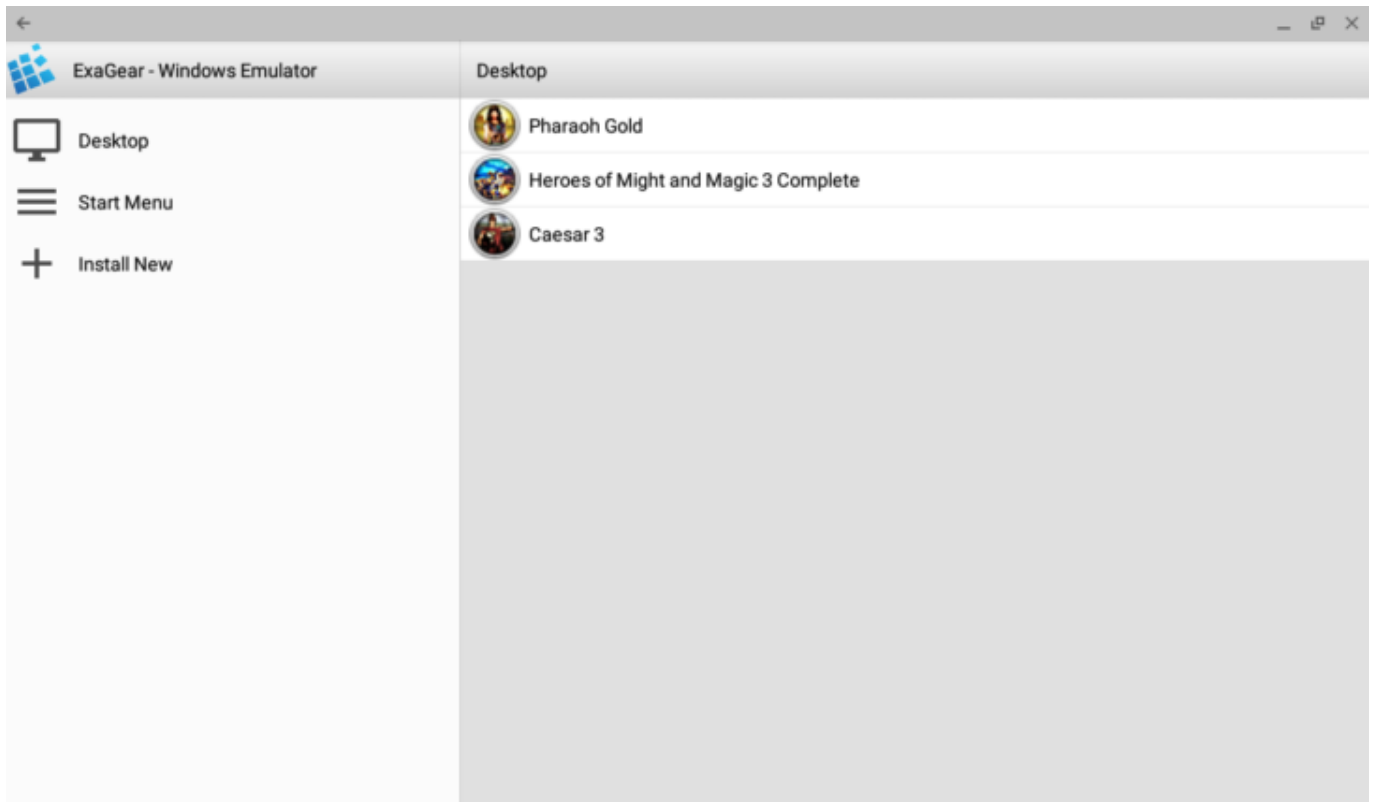 ExaGear - Windows Emulator
Desktop
Start Menu
Install New
Desktop
Pharaoh Gold
Heroes of Might and Magic 3 Complete
Caesar 3